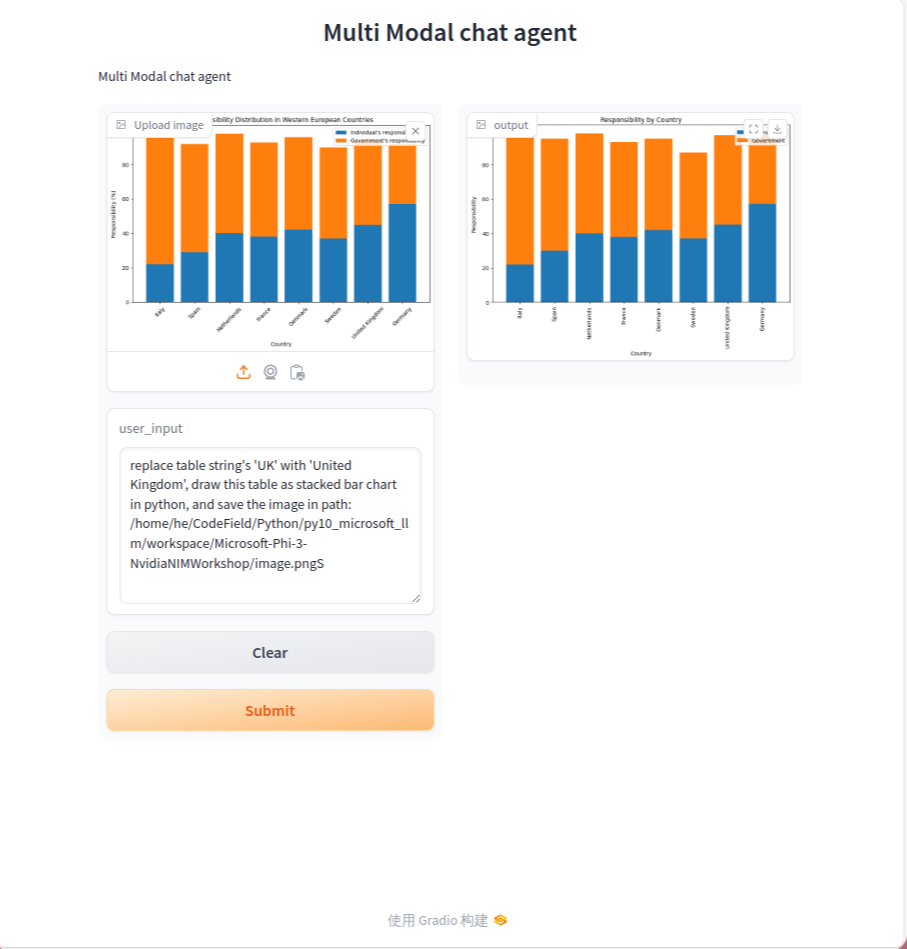 Multi Modal chat agent
Multi Modal chat agent
Upload image
sibility Distribution in Western European Countries
Individual's responsi
Government's responsibility
Responsibility (%)
80
60
40
20
0
Italy
Spain
Netherlands
France
Denmark
Sweden
United Kingdom
Germany
Country
output
Responsibility by Country
Government
Responsibility
80
60
40
20
0
Italy
Spain
Netherlands
France
Denmark
Sweden
United Kingdom
Germany
Country
user_input
replace table string's 'UK' with 'United
Kingdom', draw this table as stacked bar chart
in python, and save the image in path:
/home/he/CodeField/Python/py10_microsoft_ll
m/workspace/Microsoft-Phi-3-
NvidiaNIMWorkshop/image.pngS
Clear
Submit
使用 Gradio 构建